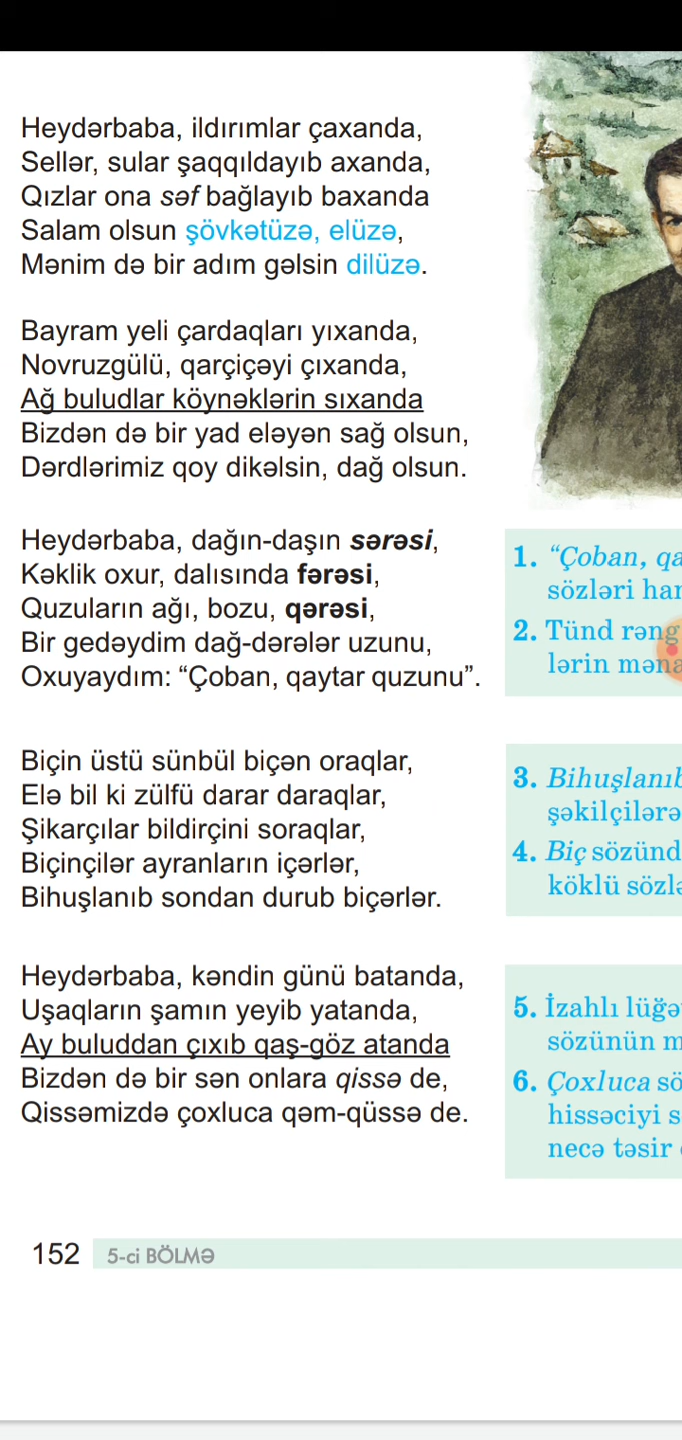 Heydərbaba, ildırımlar çaxanda,
Sellər, sular şaqqıldayıb axanda,
Qızlar ona səf bağlayıb baxanda
Salam olsun şövkətüzə, elüzə,
Mənim də bir adım gəlsin dilüzə.
Bayram yeli çardaqları yıxanda,
Novruzgülü, qarçiçəyi çıxanda,
Ağ buludlar köynəklərin sıxanda
Bizdən də bir yad eləyən sağ olsun,
Dərdlərimiz qoy dikəlsin, dağ olsun.
Heydərbaba, dağın-daşın sərəsi,
Kəklik oxur, dalısında fərəsi,
Quzuların ağı, bozu, qərəsi,
Bir gedəydim dağ-dərələr uzunu,
Oxuyaydım: “Çoban, qaytar quzunu”.
Biçin üstü sünbül biçən oraqlar,
Elə bil ki zülfü darar daraqlar,
Şikarçılar bildirçini soraqlar,
Biçinçilər ayranların içərlər,
Bihuşlanıb sondan durub biçərlər.
Heydərbaba, kəndin günü batanda,
Uşaqların şamın yeyib yatanda,
Ay buluddan çıxıb qaş-göz atanda
Bizdən də bir sən onlara qissə de,
Qissəmizdə çoxluca qəm-qüssə de.
1. “Çoban,
sözləri
2. Tünd
lərin
3.
şəkilçilərə
4. Biç
köklü
5. İzahlı
sözünün
6. Çoxluca
hissəciyi
necə təsir
152 5-ci BÖLMƏ